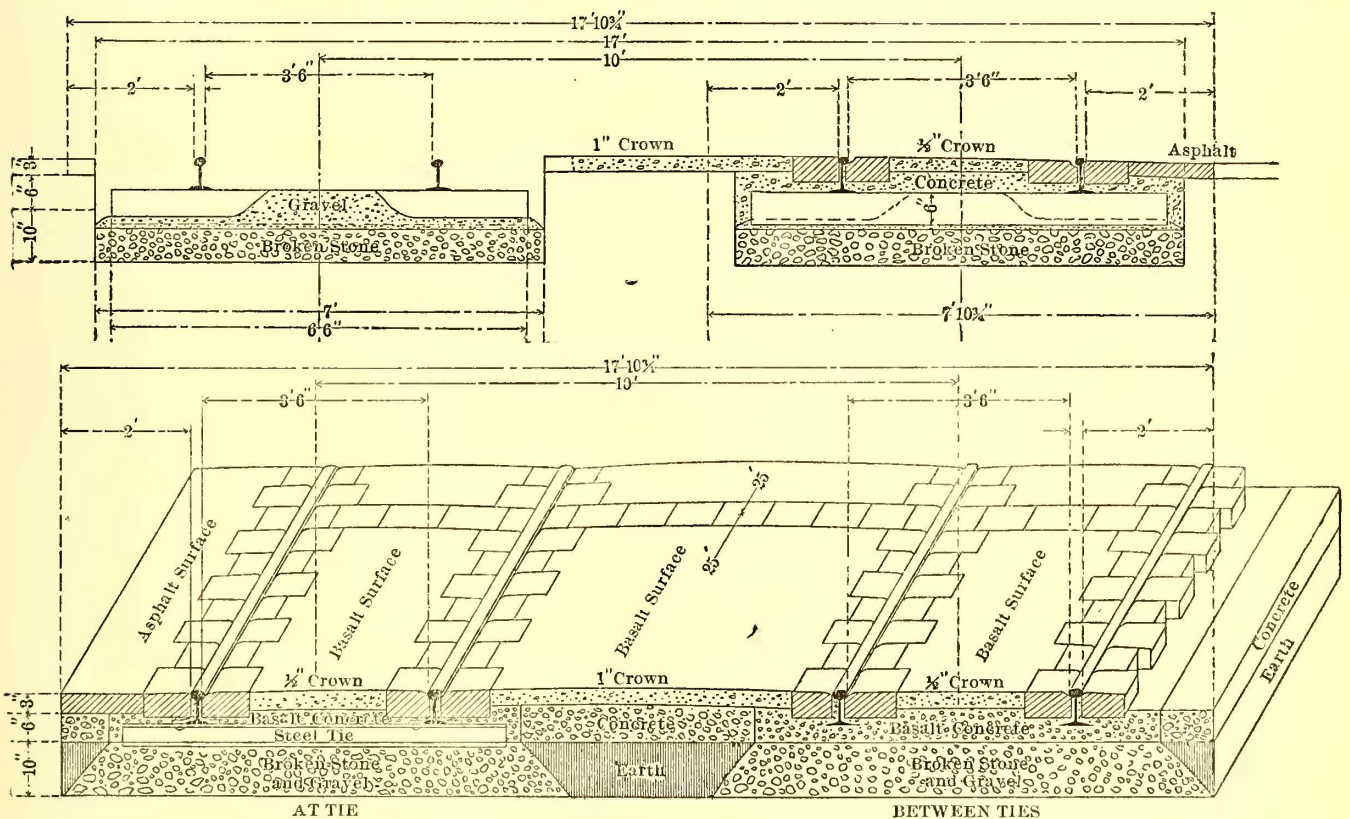 17'10¾"
17'
10'
3'6"
2'
3'6"
2'
2'
3"
6"
10"
1" Crown
½" Crown
Asphalt
Concrete
6"
Gravel
Broken Stone
Broken Stone
7'
6'6"
7'10¾"
17'10¾"
10'
3'6"
3'6"
2'
2'
25'
25'
Asphalt Surface
Basalt Surface
Basalt Surface
Basalt Surface
Concrete
Earth
½" Crown
1" Crown
½" Crown
3"
6"
10"
Basalt Concrete
Steel Tie
Concrete
Basalt Concrete
Broken Stone
and Gravel
Earth
Broken Stone
and Gravel
AT TIE
BETWEEN TIES